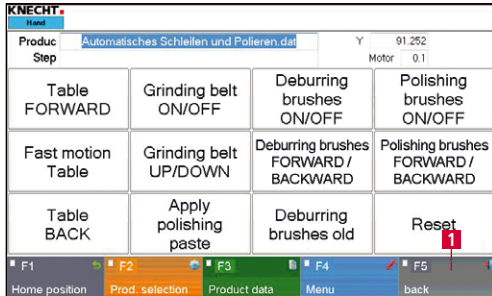 KNECHT
Hand
Produc Automatisches Schleifen und Polieren.dat Y 91.252
Step Motor 0.1
Table FORWARD
Grinding belt ON/OFF
Deburring brushes ON/OFF
Polishing brushes ON/OFF
Fast motion Table
Grinding belt UP/DOWN
Deburring brushes FORWARD / BACKWARD
Polishing brushes FORWARD / BACKWARD
Table BACK
Apply polishing paste
Deburring brushes old
Reset
1
F1 F2 F3 F4 F5
Home position Prod. selection Product data Menu back